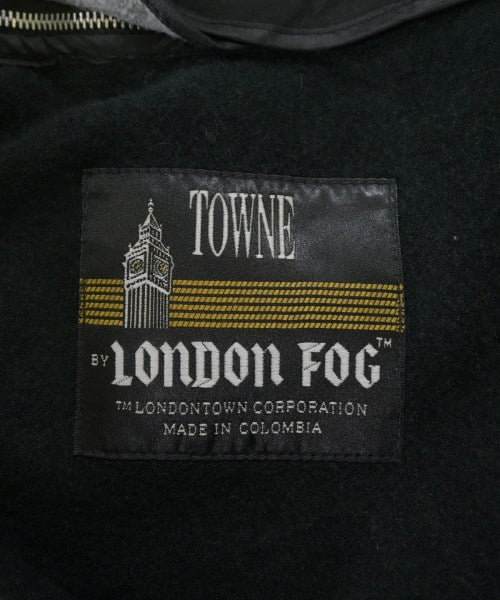 TOWNE
BY LONDON FOG™
™ LONDONTOWN CORPORATION
MADE IN COLOMBIA